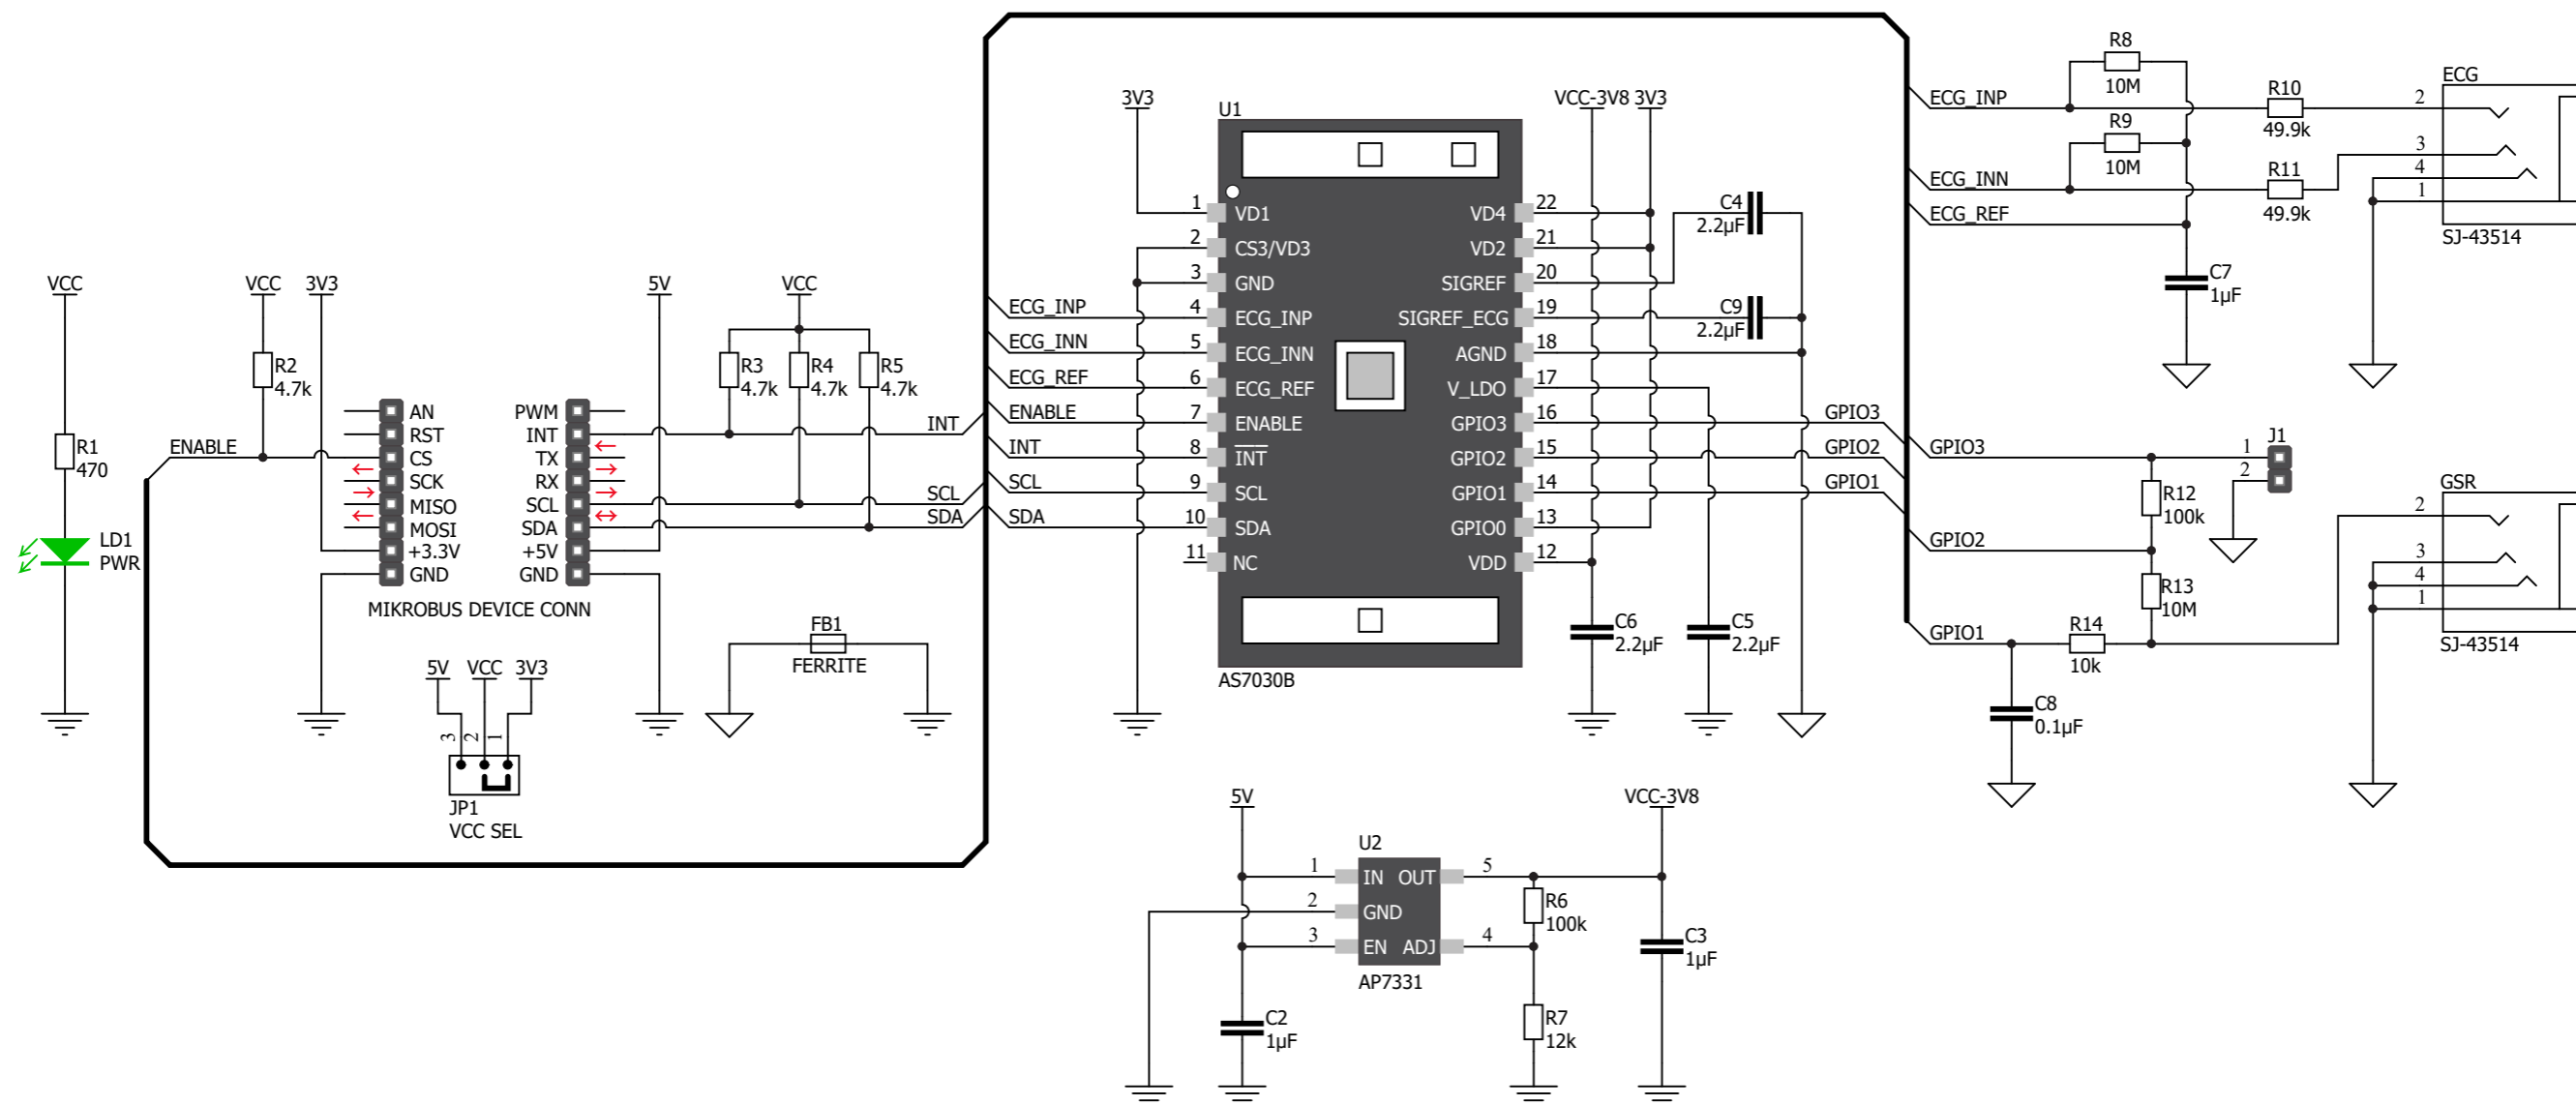 VCC
R1
470
LD1
PWR
ENABLE
VCC
3V3
R2
4.7k
AN
RST
CS
SCK
MISO
MOSI
+3.3V
GND
PWM
INT
TX
RX
SCL
SDA
+5V
GND
MIKROBUS DEVICE CONN
5V
VCC
R3
4.7k
R4
4.7k
R5
4.7k
INT
SCL
SDA
FB1
FERRITE
5V VCC 3V3
3 2 1
JP1
VCC SEL
ECG_INP
ECG_INN
ECG_REF
ENABLE
INT
SCL
SDA
3V3
U1
1 VD1
2 CS3/VD3
3 GND
4 ECG_INP
5 ECG_INN
6 ECG_REF
7 ENABLE
8 INT
9 SCL
10 SDA
11 NC
VD4 22
VD2 21
SIGREF 20
SIGREF_ECG 19
AGND 18
V_LDO 17
GPIO3 16
GPIO2 15
GPIO1 14
GPIO0 13
VDD 12
AS7030B
VCC-3V8 3V3
C4
2.2µF
C9
2.2µF
C6
2.2µF
C5
2.2µF
GPIO3
GPIO2
GPIO1
5V
U2
1 IN
2 GND
3 EN
OUT 5
ADJ 4
AP7331
C2
1µF
R6
100k
R7
12k
VCC-3V8
C3
1µF
ECG_INP
ECG_INN
ECG_REF
R8
10M
R9
10M
R10
49.9k
R11
49.9k
C7
1µF
ECG
2
3
4
1
SJ-43514
GPIO3
GPIO2
GPIO1
J1
1
2
R12
100k
R13
10M
R14
10k
C8
0.1µF
GSR
2
3
4
1
SJ-43514